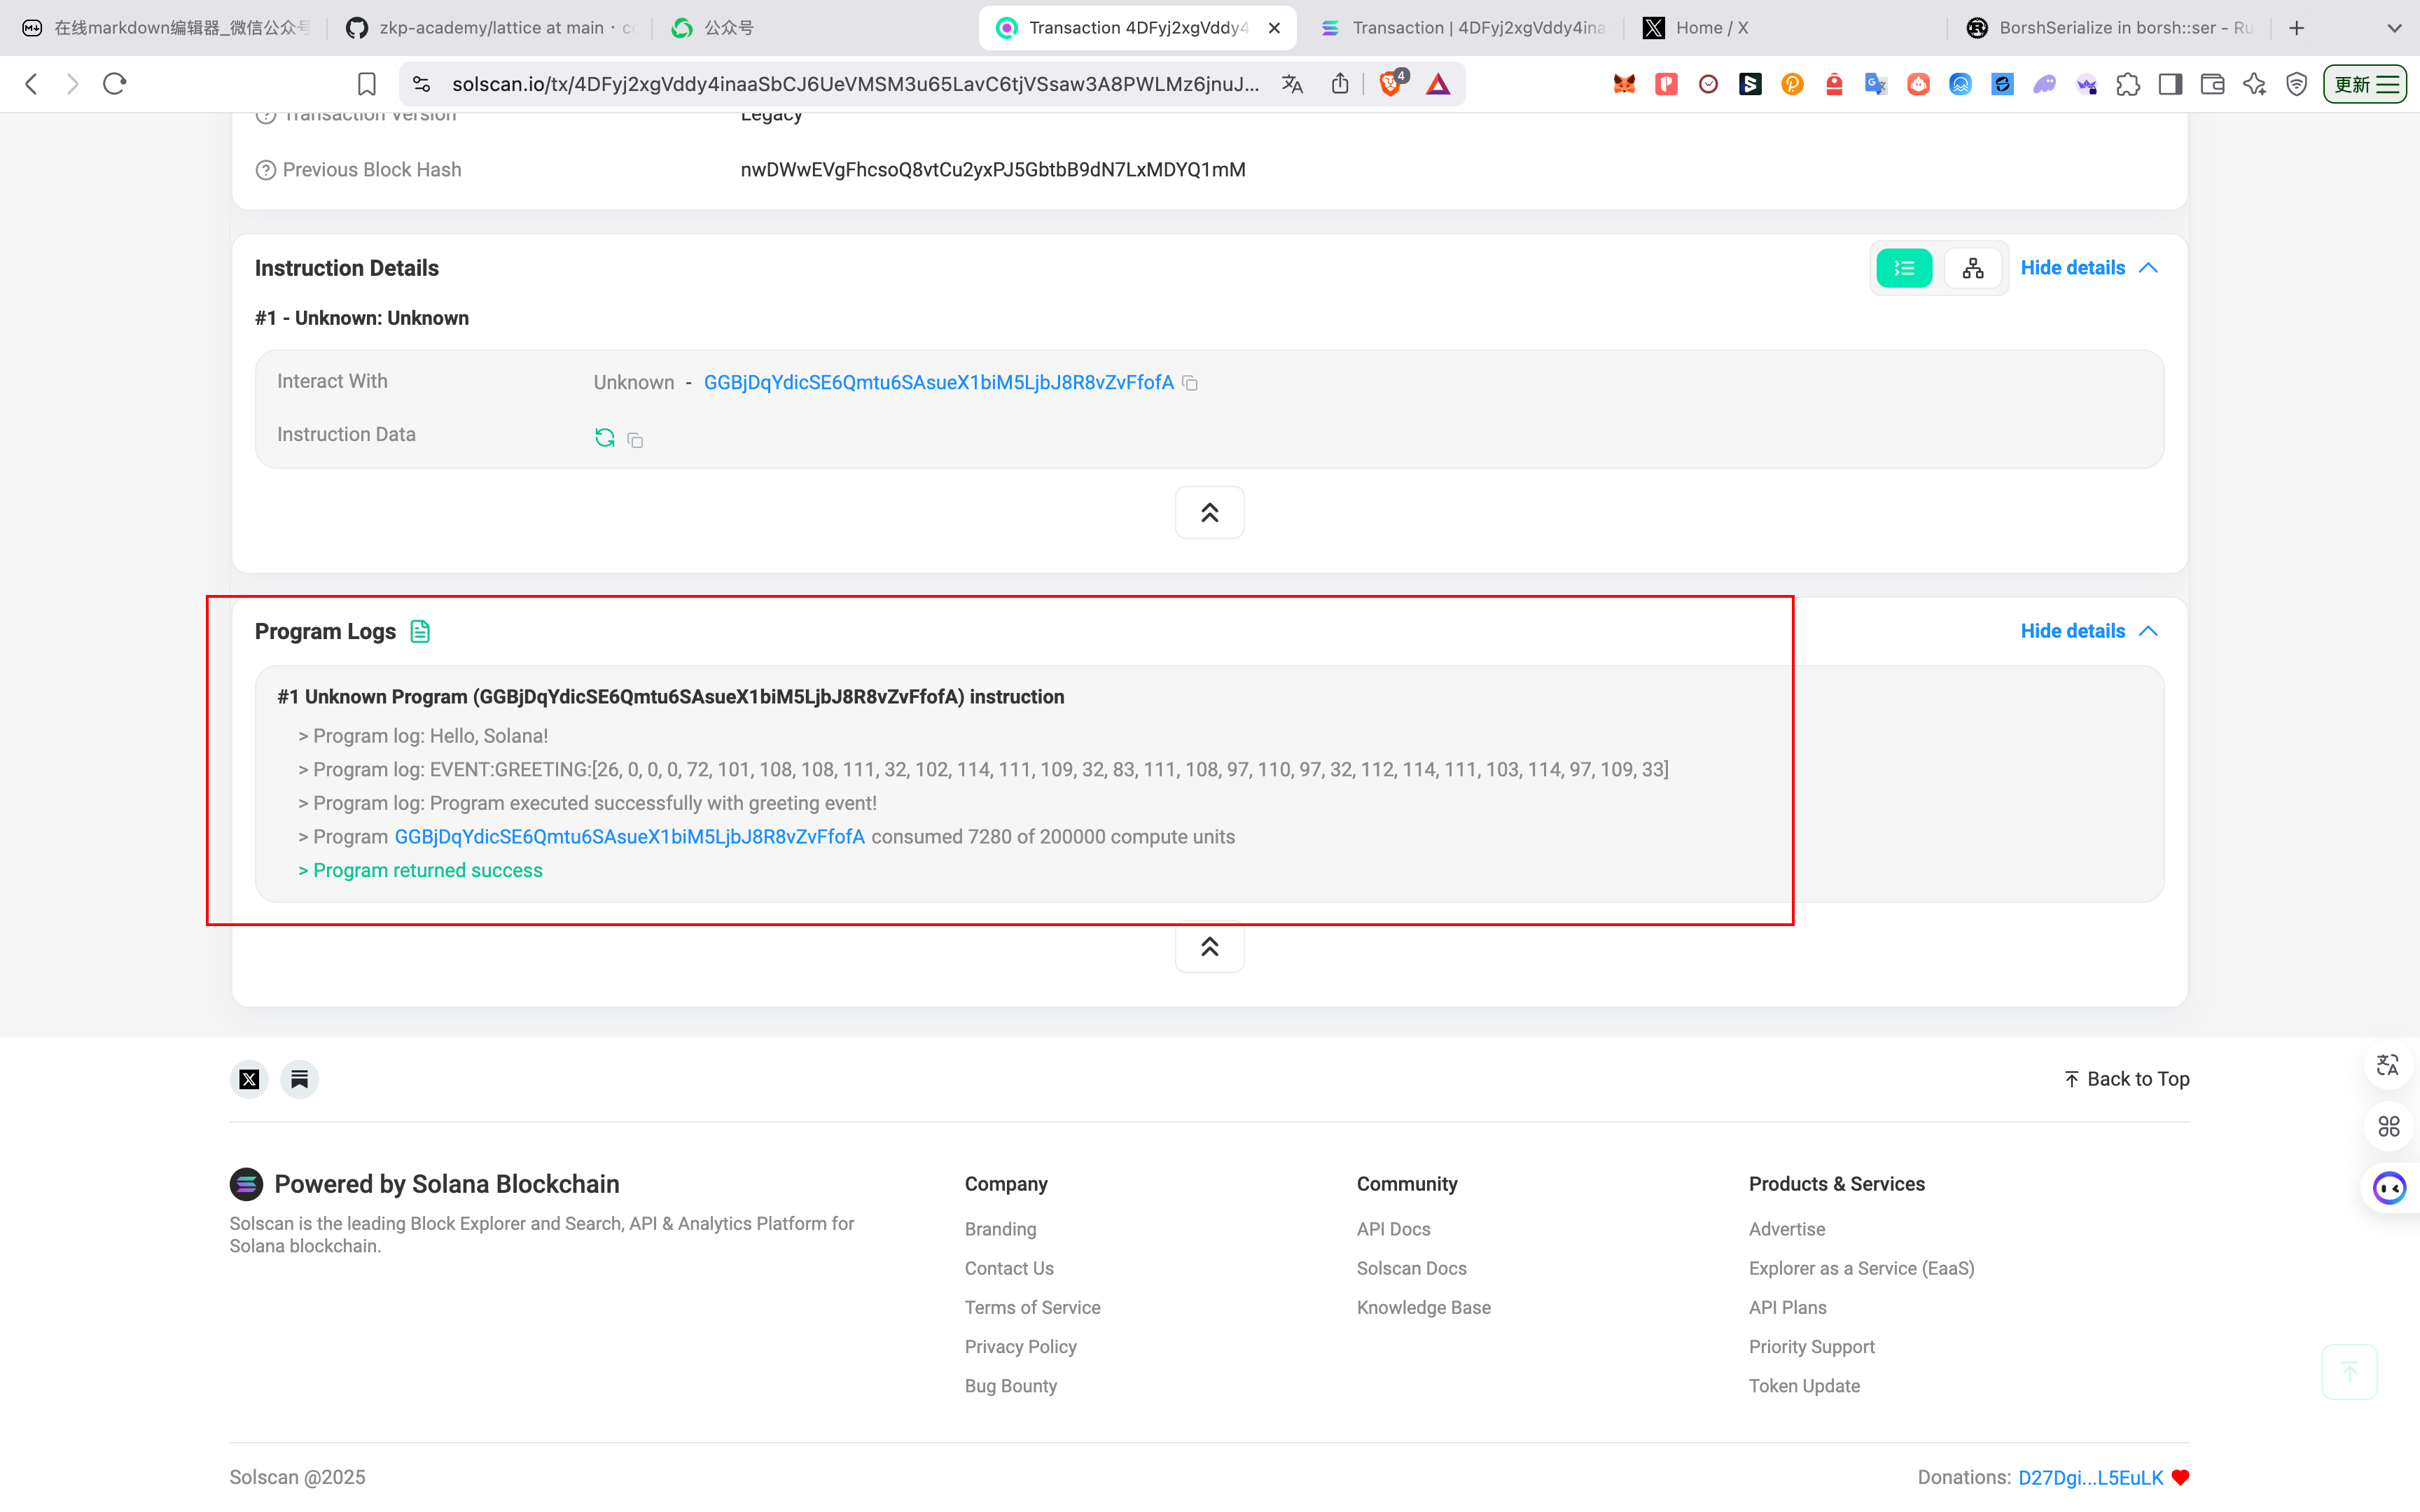 在线markdown编辑器_微信公众号
zkp-academy/lattice at main · c
公众号
Transaction 4DFyj2xgVddy4
Transaction | 4DFyj2xgVddy4ina
Home / X
BorshSerialize in borsh::ser - Ru
solscan.io/tx/4DFyj2xgVddy4inaaSbCJ6UeVMSM3u65LavC6tjVSsaw3A8PWLMz6jnuJ...
4
更新
Transaction Version
Legacy
Previous Block Hash
nwDWwEVgFhcsoQ8vtCu2yxPJ5GbtbB9dN7LxMDYQ1mM
Instruction Details
Hide details
#1 - Unknown: Unknown
Interact With
Unknown - GGBjDqYdicSE6Qmtu6SAsueX1biM5LjbJ8R8vZvFfofA
Instruction Data
Program Logs
Hide details
#1 Unknown Program (GGBjDqYdicSE6Qmtu6SAsueX1biM5LjbJ8R8vZvFfofA) instruction
> Program log: Hello, Solana!
> Program log: EVENT:GREETING:[26, 0, 0, 0, 72, 101, 108, 108, 111, 32, 102, 114, 111, 109, 32, 83, 111, 108, 97, 110, 97, 32, 112, 114, 111, 103, 114, 97, 109, 33]
> Program log: Program executed successfully with greeting event!
> Program GGBjDqYdicSE6Qmtu6SAsueX1biM5LjbJ8R8vZvFfofA consumed 7280 of 200000 compute units
> Program returned success
Back to Top
Powered by Solana Blockchain
Solscan is the leading Block Explorer and Search, API & Analytics Platform for
Solana blockchain.
Company
Branding
Contact Us
Terms of Service
Privacy Policy
Bug Bounty
Community
API Docs
Solscan Docs
Knowledge Base
Products & Services
Advertise
Explorer as a Service (EaaS)
API Plans
Priority Support
Token Update
Solscan @2025
Donations: D27Dgi...L5EuLK